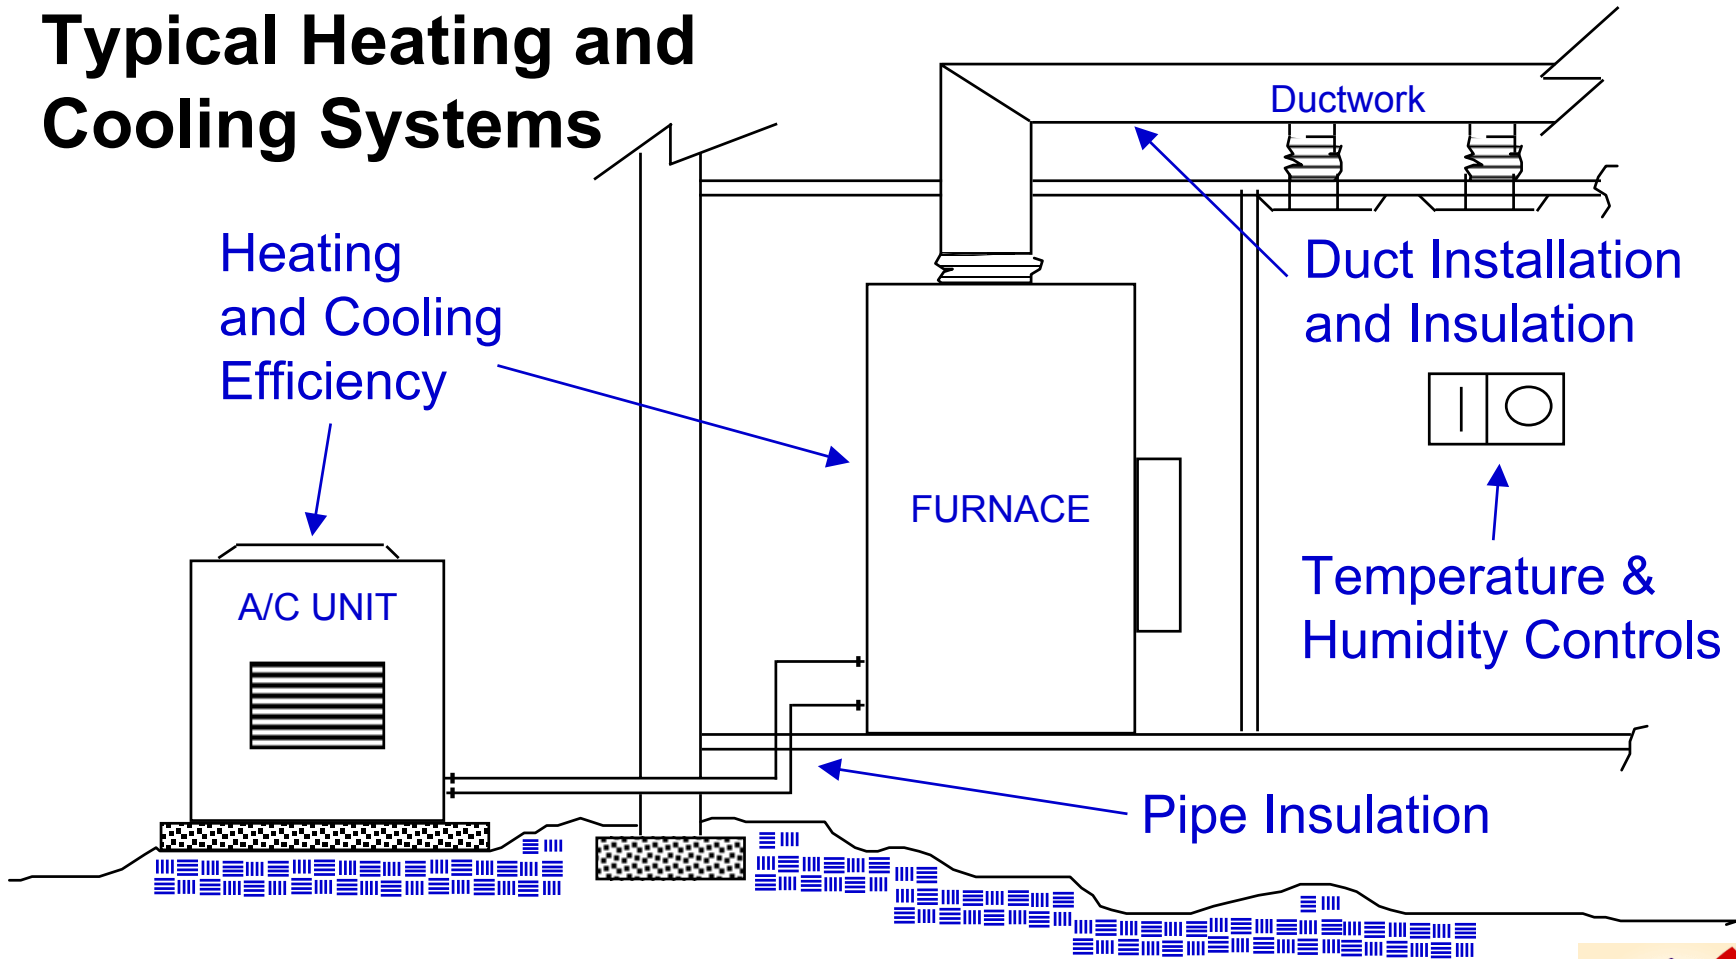 Typical Heating and
Cooling Systems
Ductwork
Heating
and Cooling
Efficiency
Duct Installation
and Insulation
FURNACE
A/C UNIT
Temperature &
Humidity Controls
Pipe Insulation